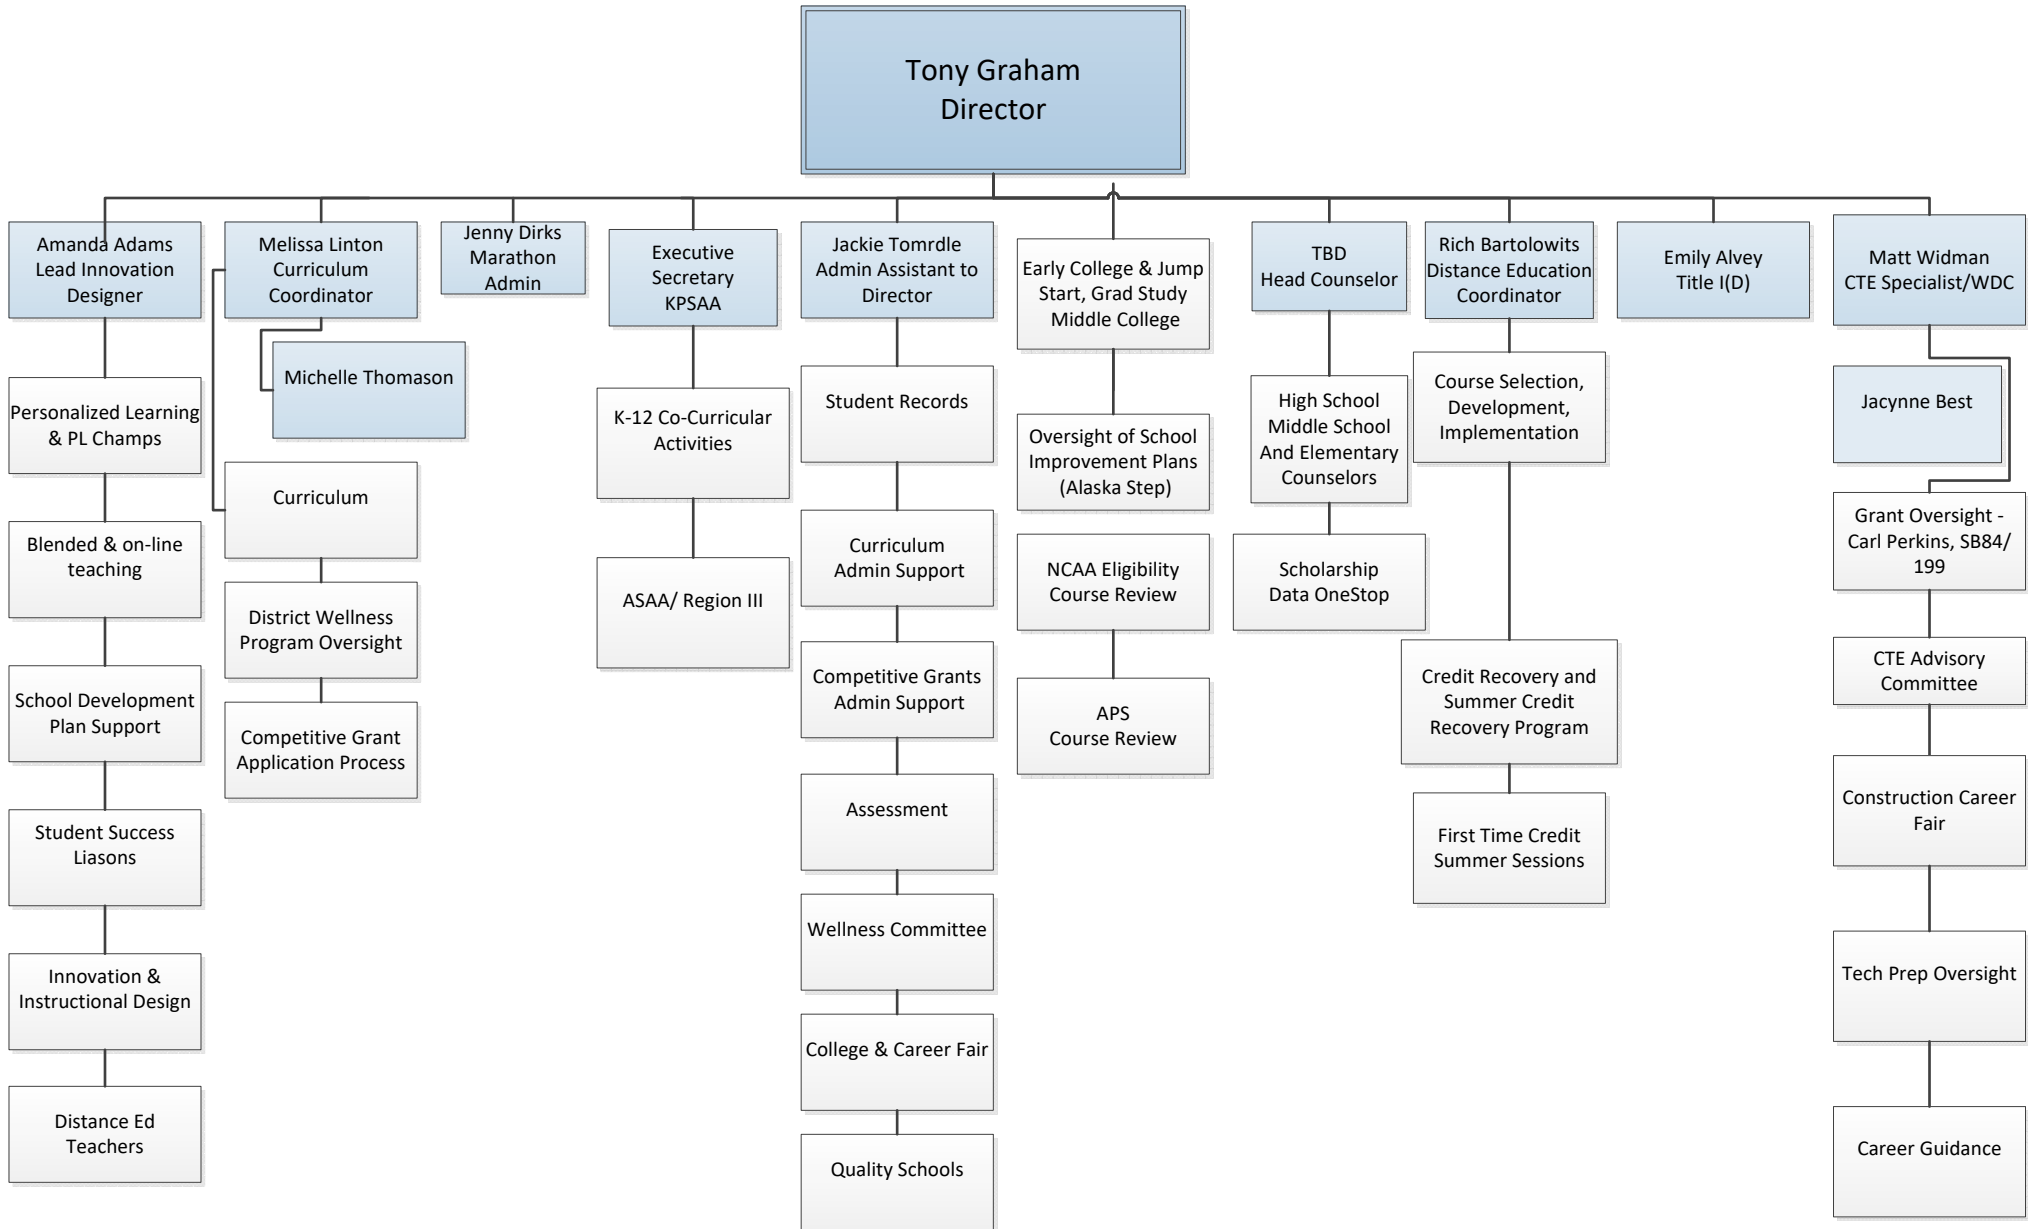 Tony Graham
Director
Amanda Adams
Lead Innovation
Designer
Melissa Linton
Curriculum
Coordinator
Jenny Dirks
Marathon
Admin
Executive
Secretary
KPSAA
Jackie Tomrdle
Admin Assistant to
Director
Early College & Jump
Start, Grad Study
Middle College
TBD
Head Counselor
Rich Bartolowits
Distance Education
Coordinator
Emily Alvey
Title I(D)
Matt Widman
CTE Specialist/WDC
Personalized Learning
& PL Champs
Blended & on-line
teaching
School Development
Plan Support
Student Success
Liasons
Innovation &
Instructional Design
Distance Ed
Teachers
Michelle Thomason
Curriculum
District Wellness
Program Oversight
Competitive Grant
Application Process
K-12 Co-Curricular
Activities
ASAA/ Region III
Student Records
Curriculum
Admin Support
Competitive Grants
Admin Support
Assessment
Wellness Committee
College & Career Fair
Quality Schools
Oversight of School
Improvement Plans
(Alaska Step)
NCAA Eligibility
Course Review
APS
Course Review
High School
Middle School
And Elementary
Counselors
Scholarship
Data OneStop
Course Selection,
Development,
Implementation
Credit Recovery and
Summer Credit
Recovery Program
First Time Credit
Summer Sessions
Jacynne Best
Grant Oversight -
Carl Perkins, SB84/
199
CTE Advisory
Committee
Construction Career
Fair
Tech Prep Oversight
Career Guidance